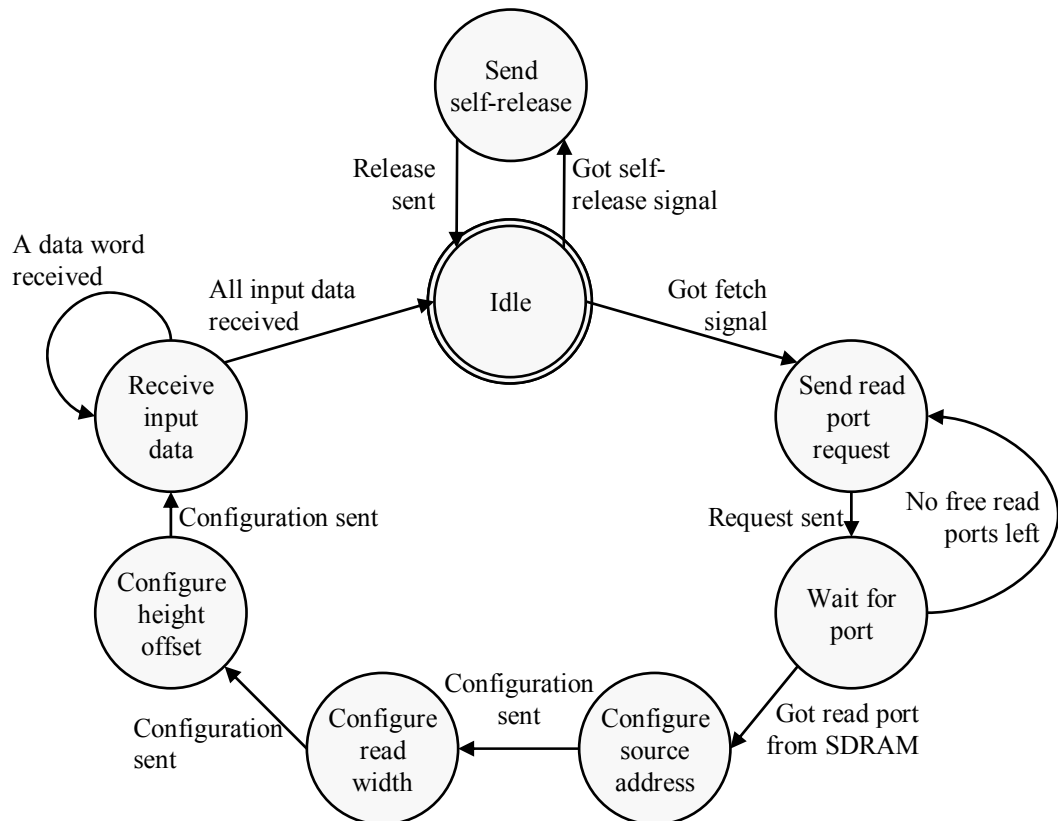 Send
self-release
Release
sent
Got self-
release signal
A data word
received
All input data
received
Idle
Got fetch
signal
Receive
input
data
Send read
port
request
Configuration sent
Request sent
No free read
ports left
Configure
height
offset
Wait for
port
Configuration
sent
Configure
read
width
Configuration
sent
Configure
source
address
Got read port
from SDRAM